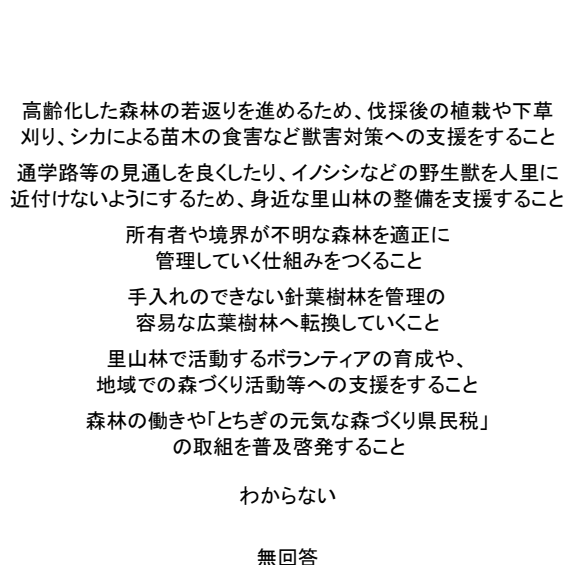 高齢化した森林の若返りを進めるため、伐採後の植栽や下草
刈り、シカによる苗木の食害など獣害対策への支援をすること
通学路等の見通しを良くしたり、イノシシなどの野生獣を人里に
近付けないようにするため、身近な里山林の整備を支援すること
所有者や境界が不明な森林を適正に
管理していく仕組みをつくること
手入れのできない針葉樹林を管理の
容易な広葉樹林へ転換していくこと
里山林で活動するボランティアの育成や、
地域での森づくり活動等への支援をすること
森林の働きや「とちぎの元気な森づくり県民税」
の取組を普及啓発すること
わからない
無回答